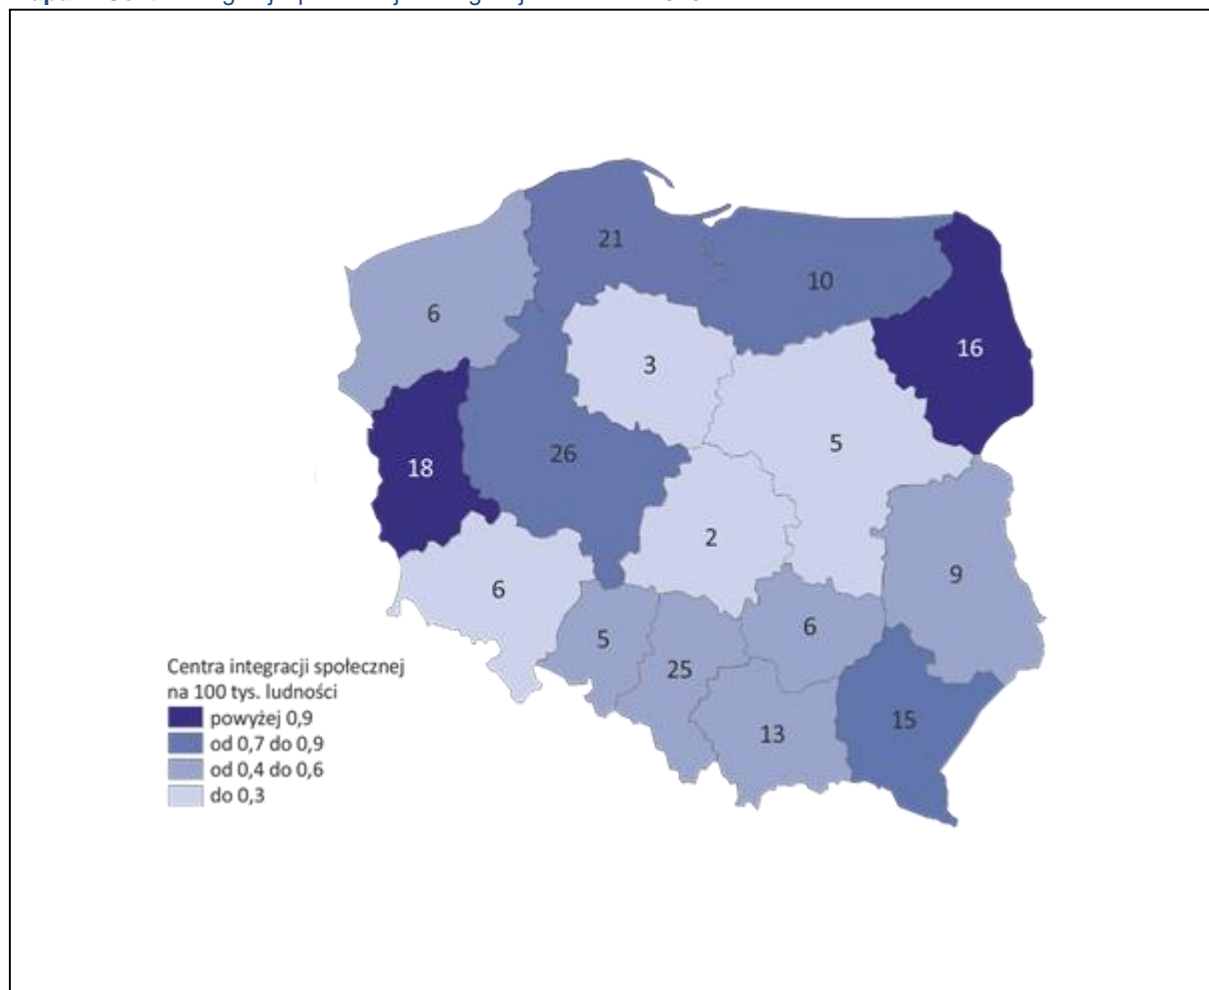 21
10
6
16
3
5
26
18
2
9
6
6
5
25
15
13
Centra integracji społecznej
na 100 tys. ludności
powyżej 0,9
od 0,7 do 0,9
od 0,4 do 0,6
do 0,3